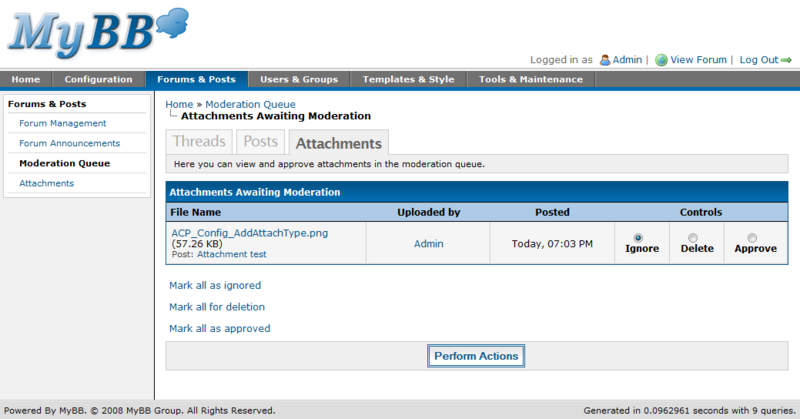 MyBB
Logged in as Admin | View Forum | Log Out
Home Configuration Forums & Posts Users & Groups Templates & Style Tools & Maintenance
Forums & Posts
Forum Management
Forum Announcements
Moderation Queue
Attachments
Home » Moderation Queue
Attachments Awaiting Moderation
Threads Posts Attachments
Here you can view and approve attachments in the moderation queue.
Attachments Awaiting Moderation
File Name Uploaded by Posted Controls
ACP_Config_AddAttachType.png
(57.26 KB)
Post: Attachment test
Admin
Today, 07:03 PM
Ignore Delete Approve
Mark all as ignored
Mark all for deletion
Mark all as approved
Perform Actions
Powered By MyBB. © 2008 MyBB Group. All Rights Reserved. Generated in 0.0962961 seconds with 9 queries.